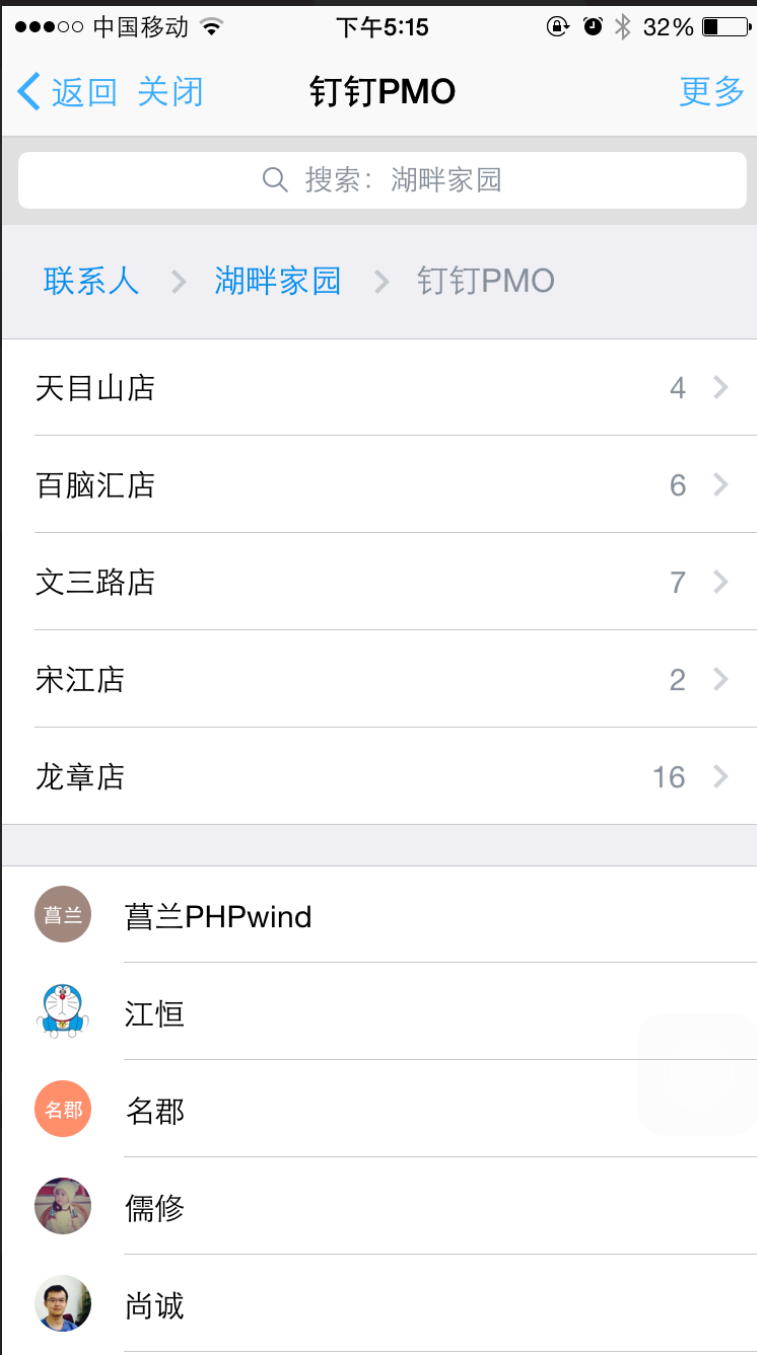 中国移动 下午5:15 32%
返回 关闭 钉钉PMO 更多
搜索：湖畔家园
联系人 湖畔家园 钉钉PMO
天目山店 4
百脑汇店 6
文三路店 7
宋江店 2
龙章店 16
菖兰 菖兰PHPwind
江恒
名郡 名郡
儒修
尚诚